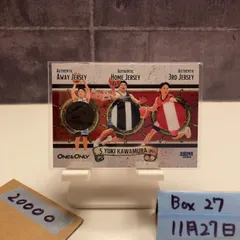 AUTHENTIC
AWAY JERSEY
AUTHENTIC
HOME JERSEY
AUTHENTIC
3RD JERSEY
ONE&ONLY
5 YUKI KAWAMURA
20000
Box 27
11月27日